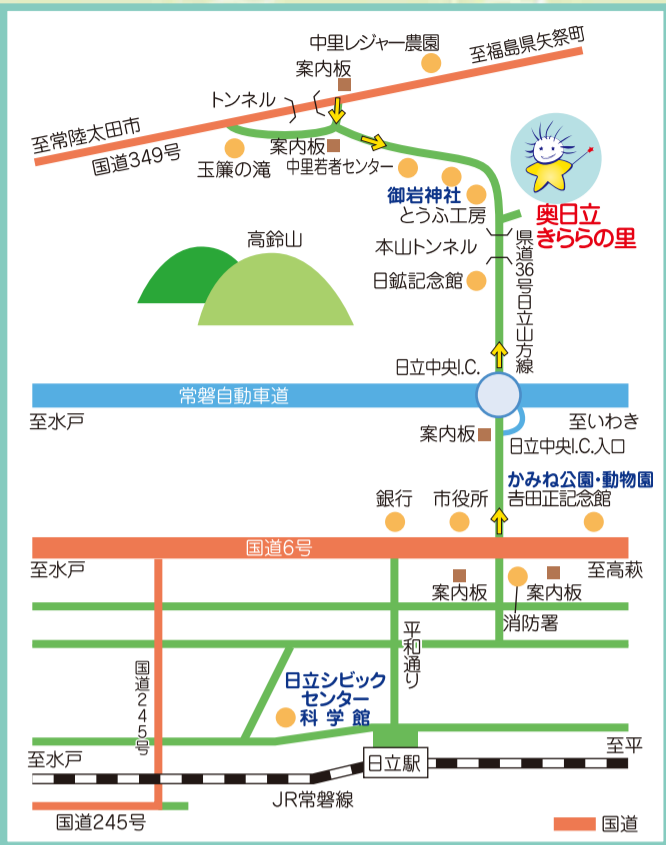 中里レジャー農園
至福島県矢祭町
案内板
トンネル
至常陸太田市
国道349号
玉簾の滝
案内板
中里若者センター
御岩神社
とうふ工房
奥日立
きららの里
高鈴山
本山トンネル
日鉱記念館
県道36号日立山方線
日立中央I.C.
常磐自動車道
至水戸
至いわき
案内板
日立中央I.C.入口
かみね公園・動物園
吉田正記念館
銀行
市役所
国道6号
至水戸
至高萩
案内板
案内板
消防署
平和通り
国道245号
日立シビック
センター
科学館
至水戸
日立駅
至平
JR常磐線
国道245号
国道